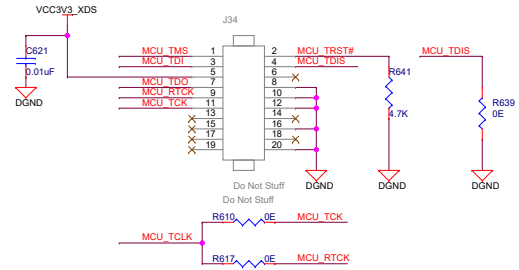 VCC3V3_XDS
J34
C621
0.01uF
DGND
MCU_TMS 1 2 MCU_TRST#
MCU_TDI 3 4 MCU_TDIS
5 6
MCU_TDO 7 8
MCU_RTCK 9 10
MCU_TCK 11 12
13 14
15 16
17 18
19 20
R641
4.7K
DGND
DGND
MCU_TDIS
R639
0E
DGND
Do Not Stuff
Do Not Stuff
R610 0E MCU_TCK
MCU_TCLK
R617 0E MCU_RTCK